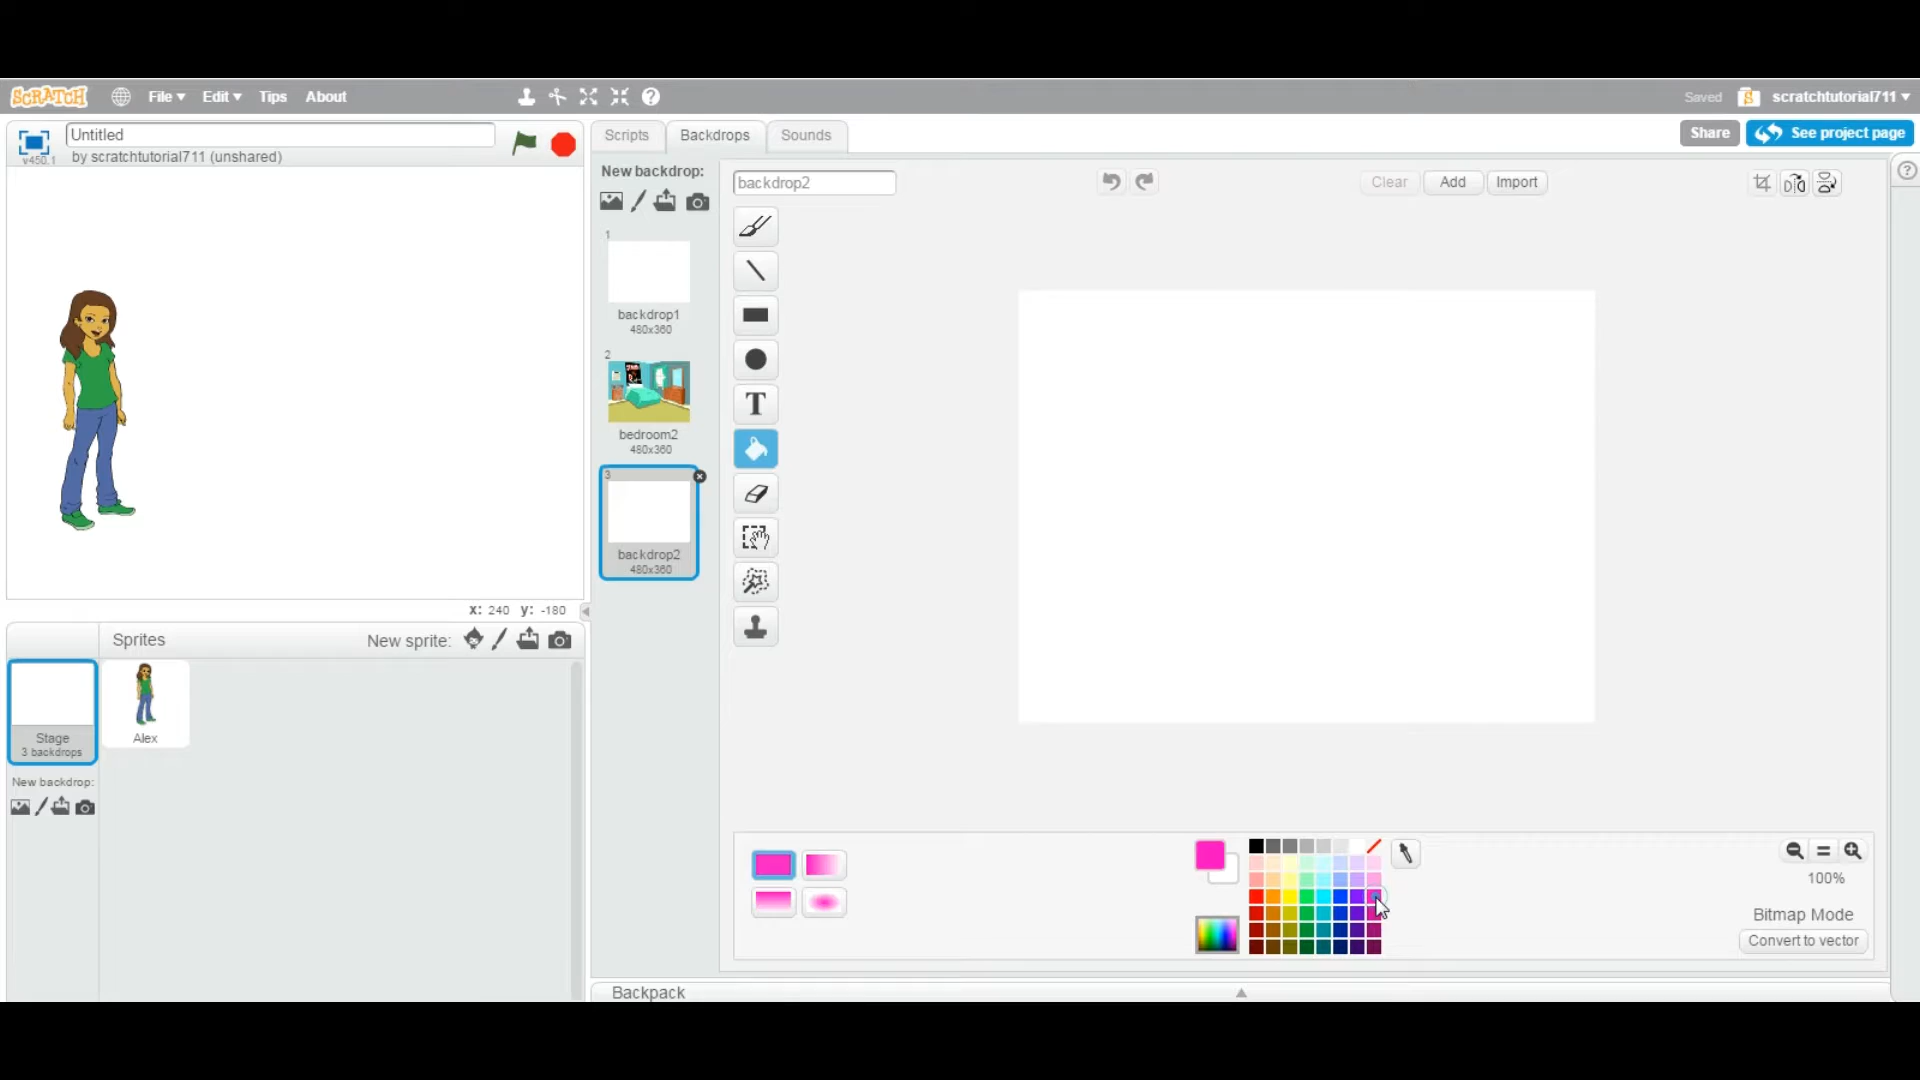 SCRATCH
File ▾
Edit ▾
Tips
About
Saved
scratchtutorial711 ▾
v450.1
Untitled
by scratchtutorial711 (unshared)
Scripts
Backdrops
Sounds
Share
See project page
New backdrop:
backdrop2
Clear
Add
Import
1
backdrop1
480x360
2
bedroom2
480x360
3
backdrop2
480x360
T
x: 240 y: -180
Sprites
New sprite:
Stage
3 backdrops
Alex
New backdrop:
100%
Bitmap Mode
Convert to vector
Backpack